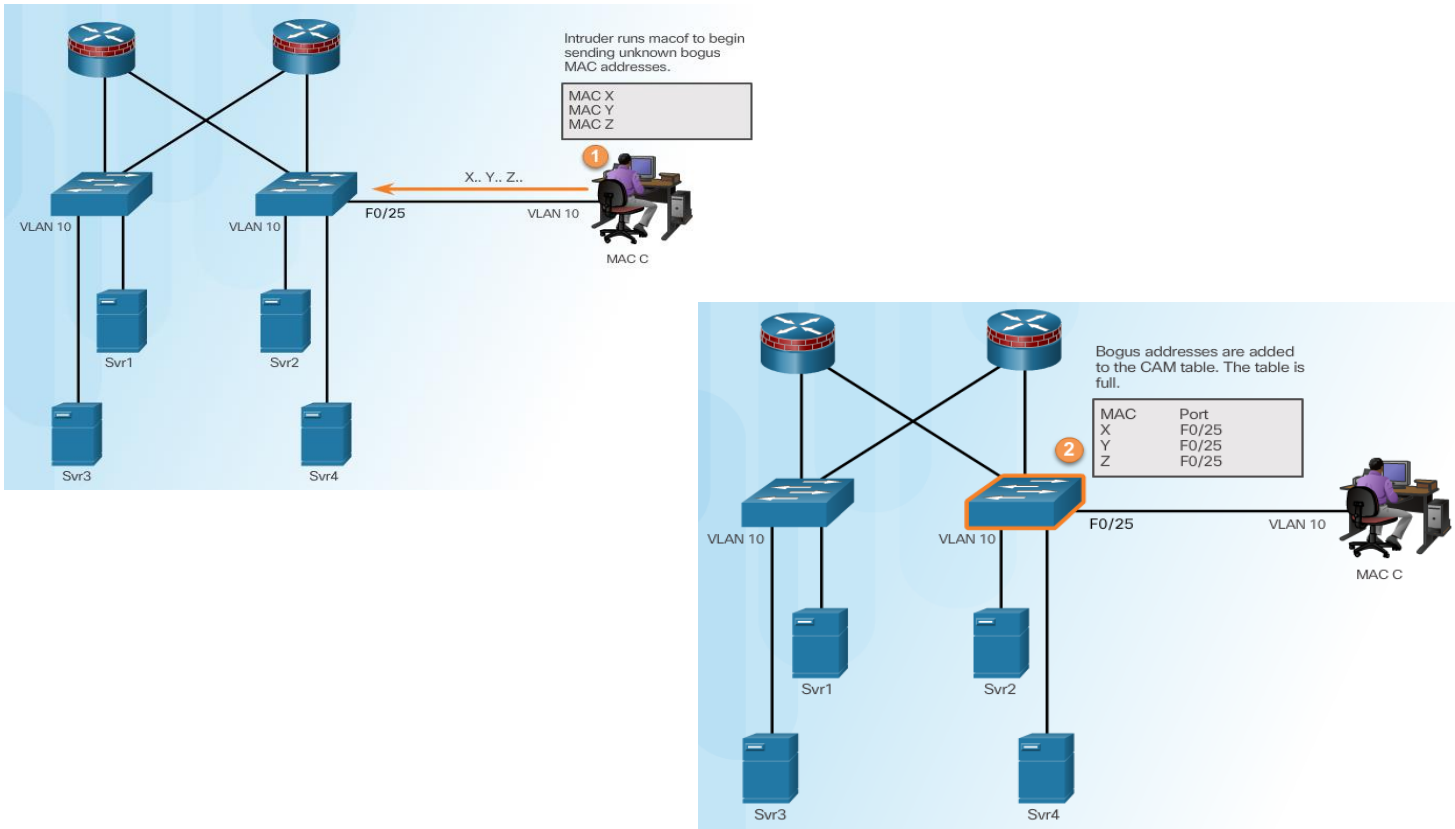 Intruder runs macof to begin
sending unknown bogus
MAC addresses.
MAC X
MAC Y
MAC Z
1
X.. Y.. Z..
VLAN 10
VLAN 10
F0/25
VLAN 10
MAC C
Svr1
Svr2
Svr3
Svr4
Bogus addresses are added
to the CAM table. The table is
full.
MAC Port
X F0/25
Y F0/25
Z F0/25
2
VLAN 10
VLAN 10
F0/25
VLAN 10
MAC C
Svr1
Svr2
Svr3
Svr4